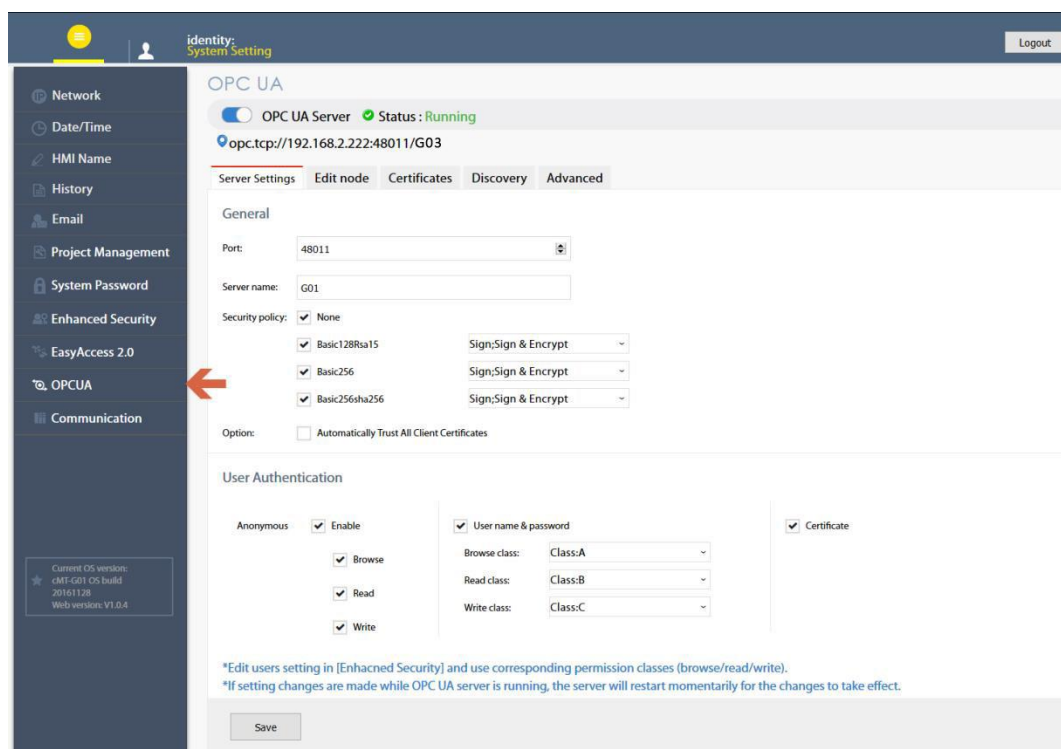 identity:
System Setting
Logout
Network
Date/Time
HMI Name
History
Email
Project Management
System Password
Enhanced Security
EasyAccess 2.0
OPCUA
Communication
Current OS version:
cMT-G01 OS build
20161128
Web version: V1.0.4
OPC UA
OPC UA Server Status : Running
opc.tcp://192.168.2.222:48011/G03
Server Settings Edit node Certificates Discovery Advanced
General
Port: 48011
Server name: G01
Security policy: None
Basic128Rsa15 Sign;Sign & Encrypt
Basic256 Sign;Sign & Encrypt
Basic256sha256 Sign;Sign & Encrypt
Option: Automatically Trust All Client Certificates
User Authentication
Anonymous Enable User name & password Certificate
Browse Browse class: Class:A
Read Read class: Class:B
Write Write class: Class:C
*Edit users setting in [Enhacned Security] and use corresponding permission classes (browse/read/write).
*If setting changes are made while OPC UA server is running, the server will restart momentarily for the changes to take effect.
Save